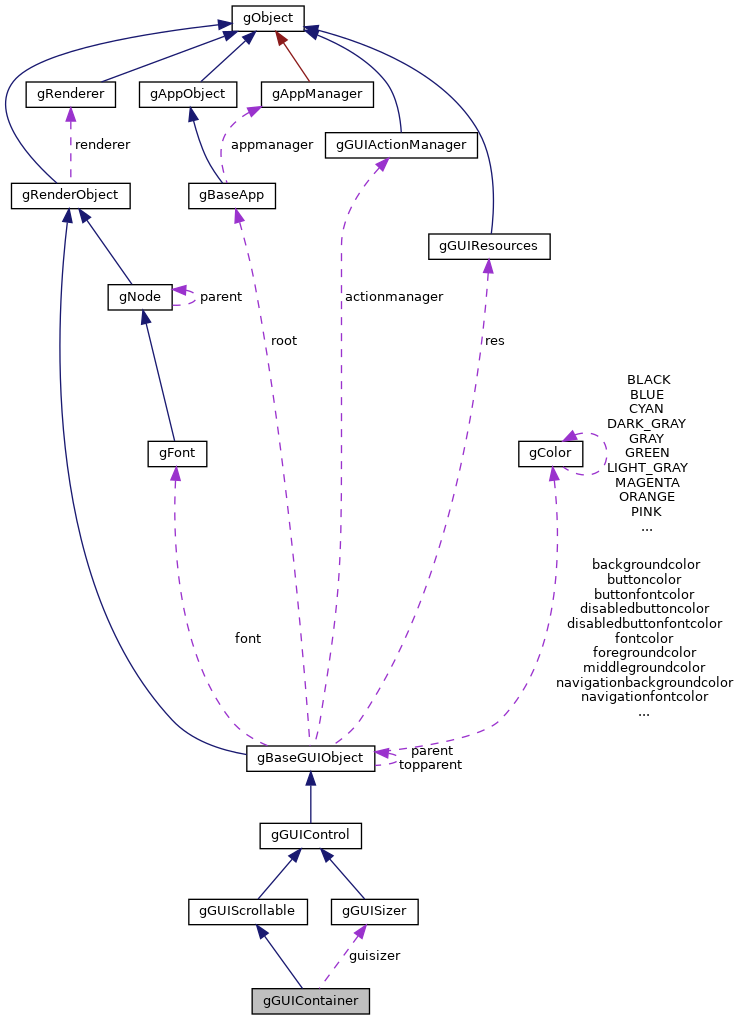 gObject
gRenderer
gAppObject
gAppManager
renderer
appmanager
gGUIActionManager
gRenderObject
gBaseApp
gGUIResources
gNode
parent
actionmanager
root
res
BLACK
BLUE
CYAN
DARK_GRAY
GRAY
GREEN
LIGHT_GRAY
MAGENTA
ORANGE
PINK
...
gFont
gColor
backgroundcolor
buttoncolor
buttonfontcolor
disabledbuttoncolor
disabledbuttonfontcolor
fontcolor
foregroundcolor
middlegroundcolor
navigationbackgroundcolor
navigationfontcolor
...
font
gBaseGUIObject
parent
topparent
gGUIControl
gGUIScrollable
gGUISizer
guisizer
gGUIContainer